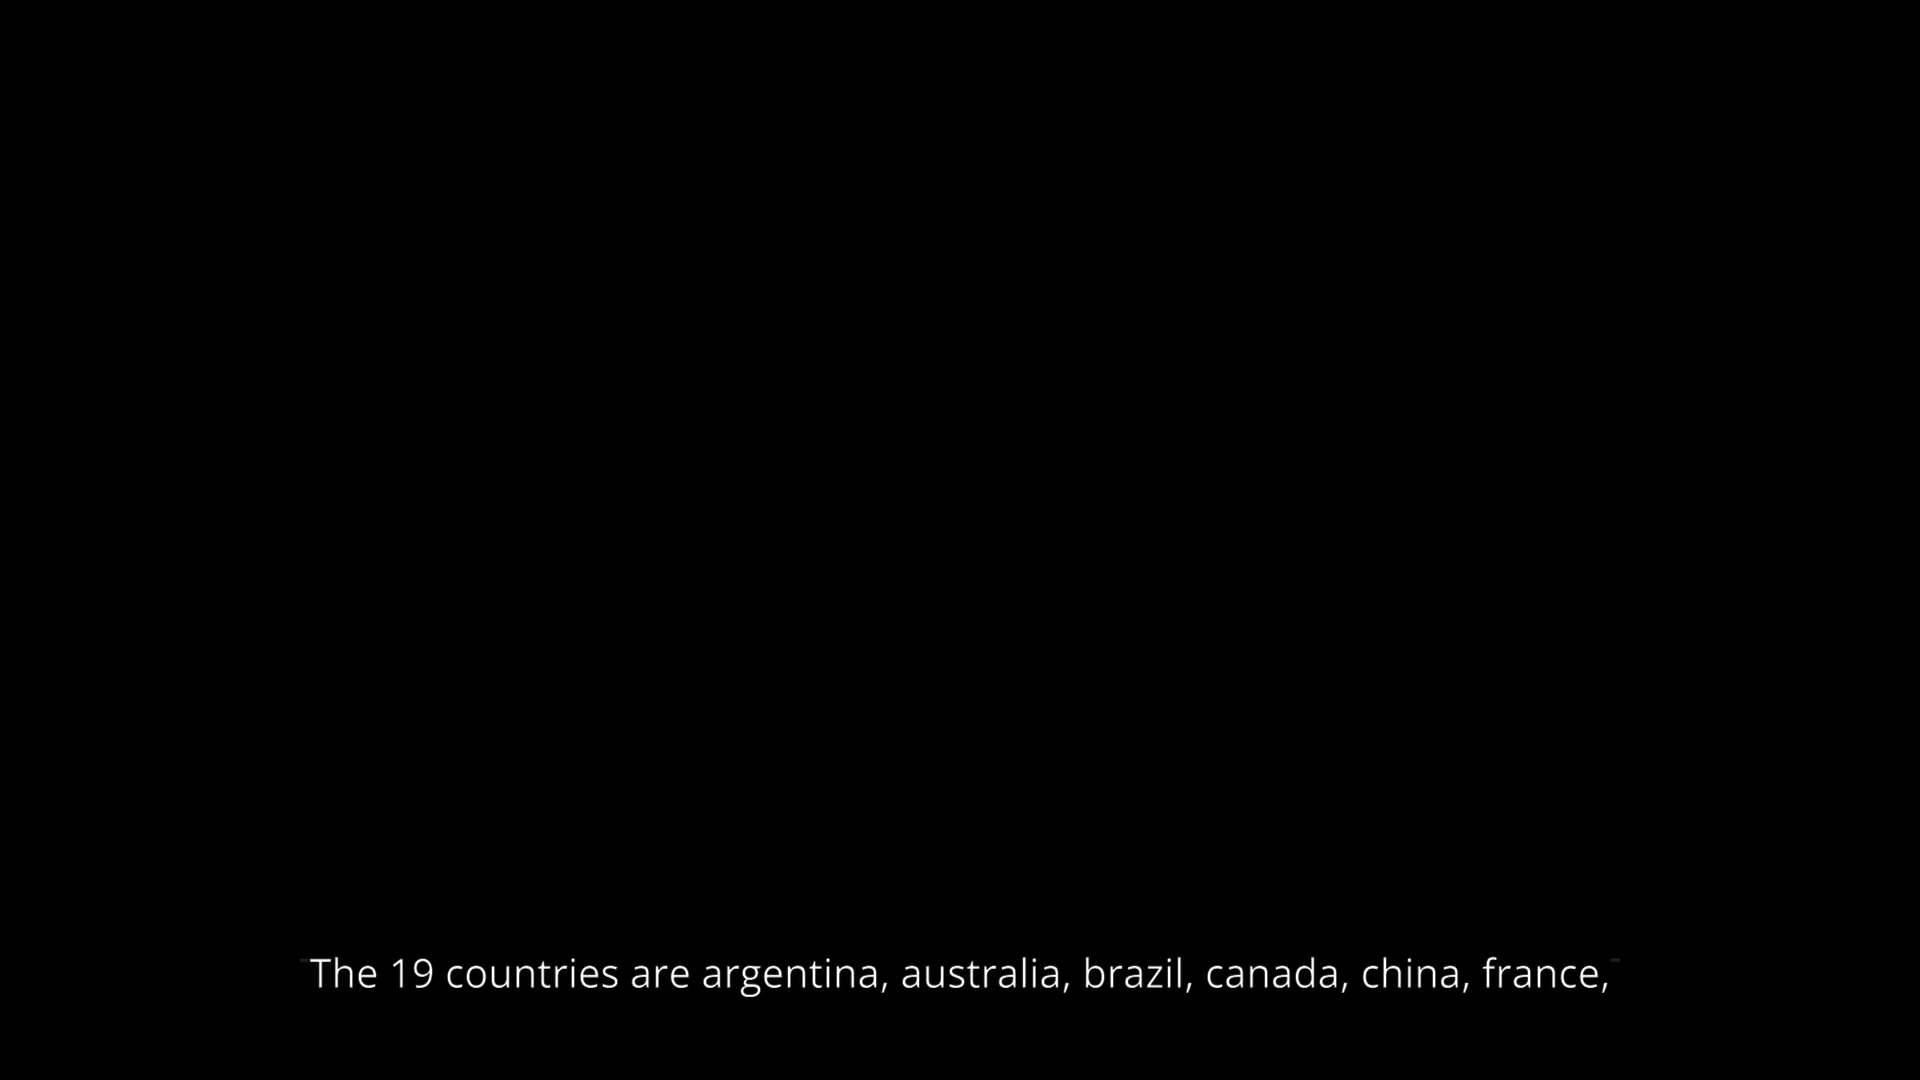 The 19 countries are argentina, australia, brazil, canada, china, france,